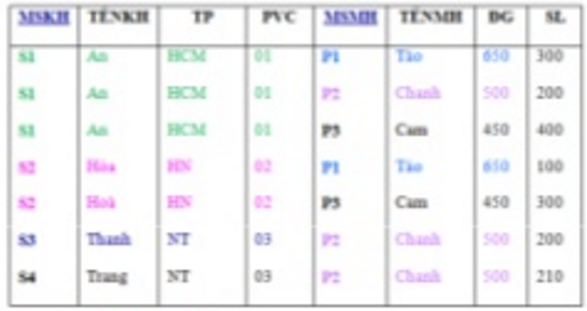 MSKH TÊNKH TP PVC MSMH TÊNMH ĐG SL
S1 An HCM 01 P1 Táo 650 300
S1 An HCM 01 P2 Chanh 500 200
S1 An HCM 01 P3 Cam 450 400
S2 Hòa HN 02 P1 Táo 650 100
S2 Hoà HN 02 P3 Cam 450 300
S3 Thanh NT 03 P2 Chanh 500 200
S4 Trang NT 03 P2 Chanh 500 210